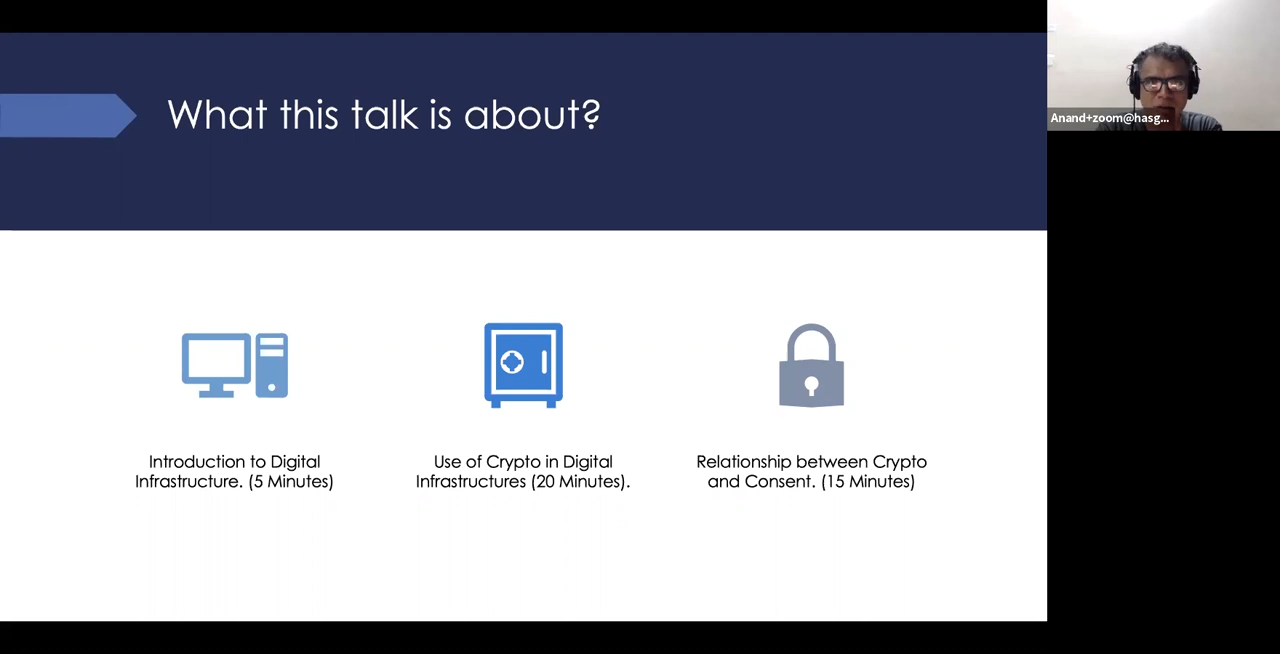 What this talk is about?
Anand+zoom@hasg...
Introduction to Digital
Infrastructure. (5 Minutes)
Use of Crypto in Digital
Infrastructures (20 Minutes).
Relationship between Crypto
and Consent. (15 Minutes)